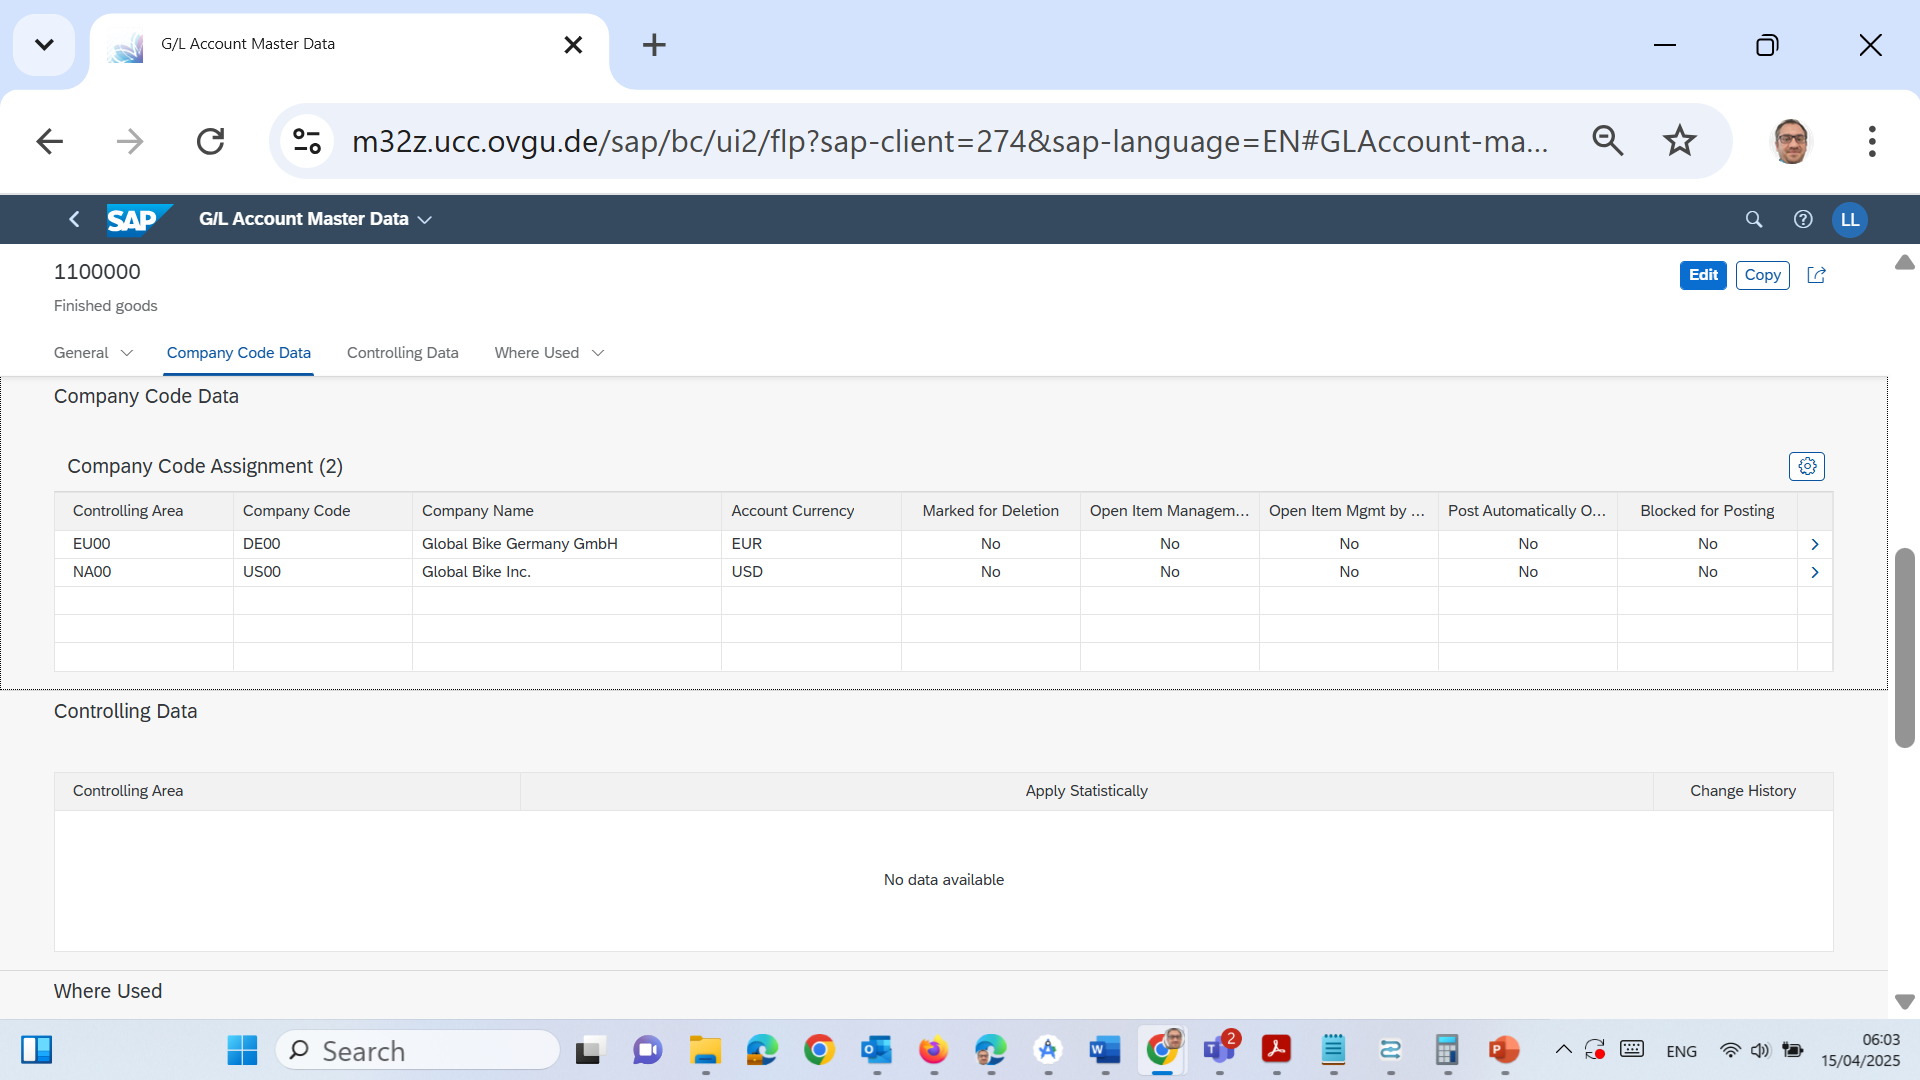 G/L Account Master Data
m32z.ucc.ovgu.de/sap/bc/ui2/flp?sap-client=274&sap-language=EN#GLAccount-ma...
SAP G/L Account Master Data LL
1100000
Edit Copy
Finished goods
General Company Code Data Controlling Data Where Used
Company Code Data
Company Code Assignment (2)
Controlling Area Company Code Company Name Account Currency Marked for Deletion Open Item Managem... Open Item Mgmt by ... Post Automatically O... Blocked for Posting
EU00 DE00 Global Bike Germany GmbH EUR No No No No No
NA00 US00 Global Bike Inc. USD No No No No No
Controlling Data
Controlling Area Apply Statistically Change History
No data available
Where Used
Search 2 ENG 06:03
15/04/2025